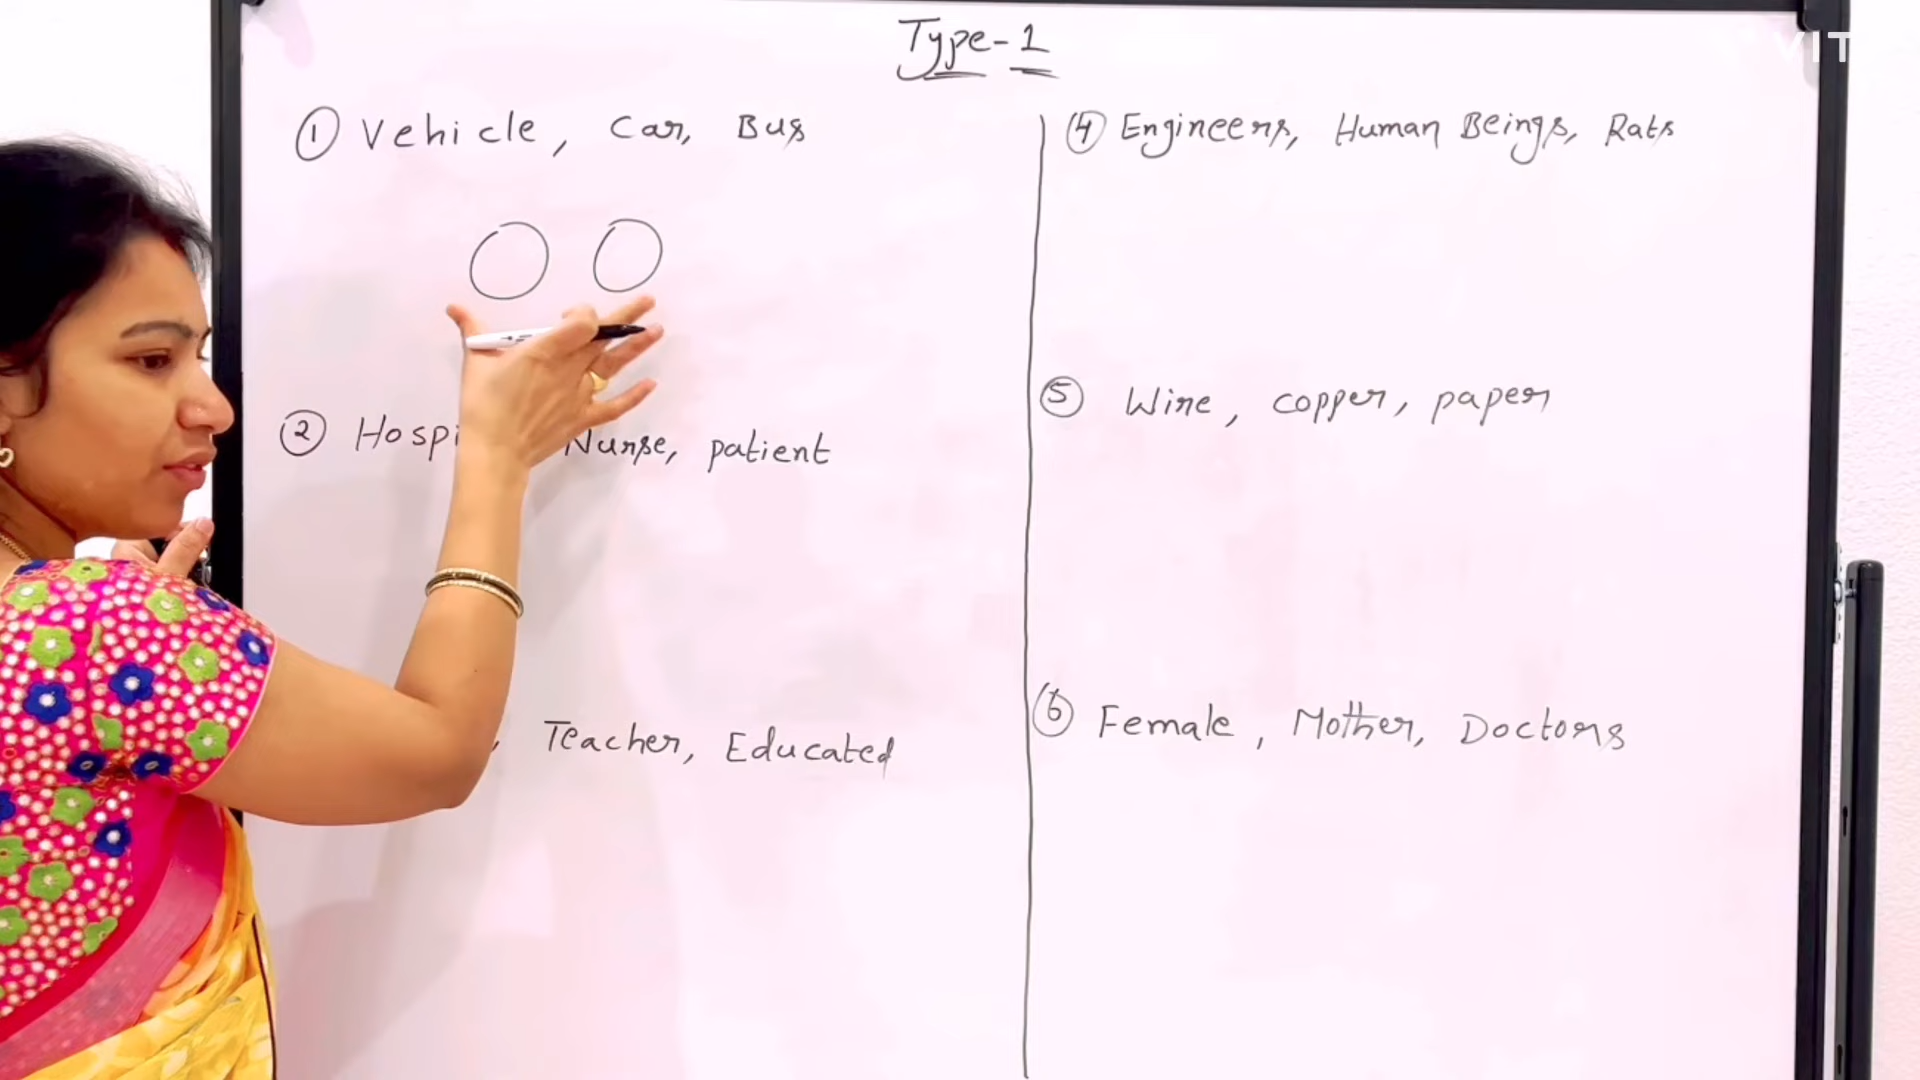 Type-1
① Vehicle, Car, Bus
② Nurse, patient
Teacher, Educated
④ Engineers, Human Beings, Rats
⑤ Wire, copper, paper
⑥ Female, Mother, Doctors